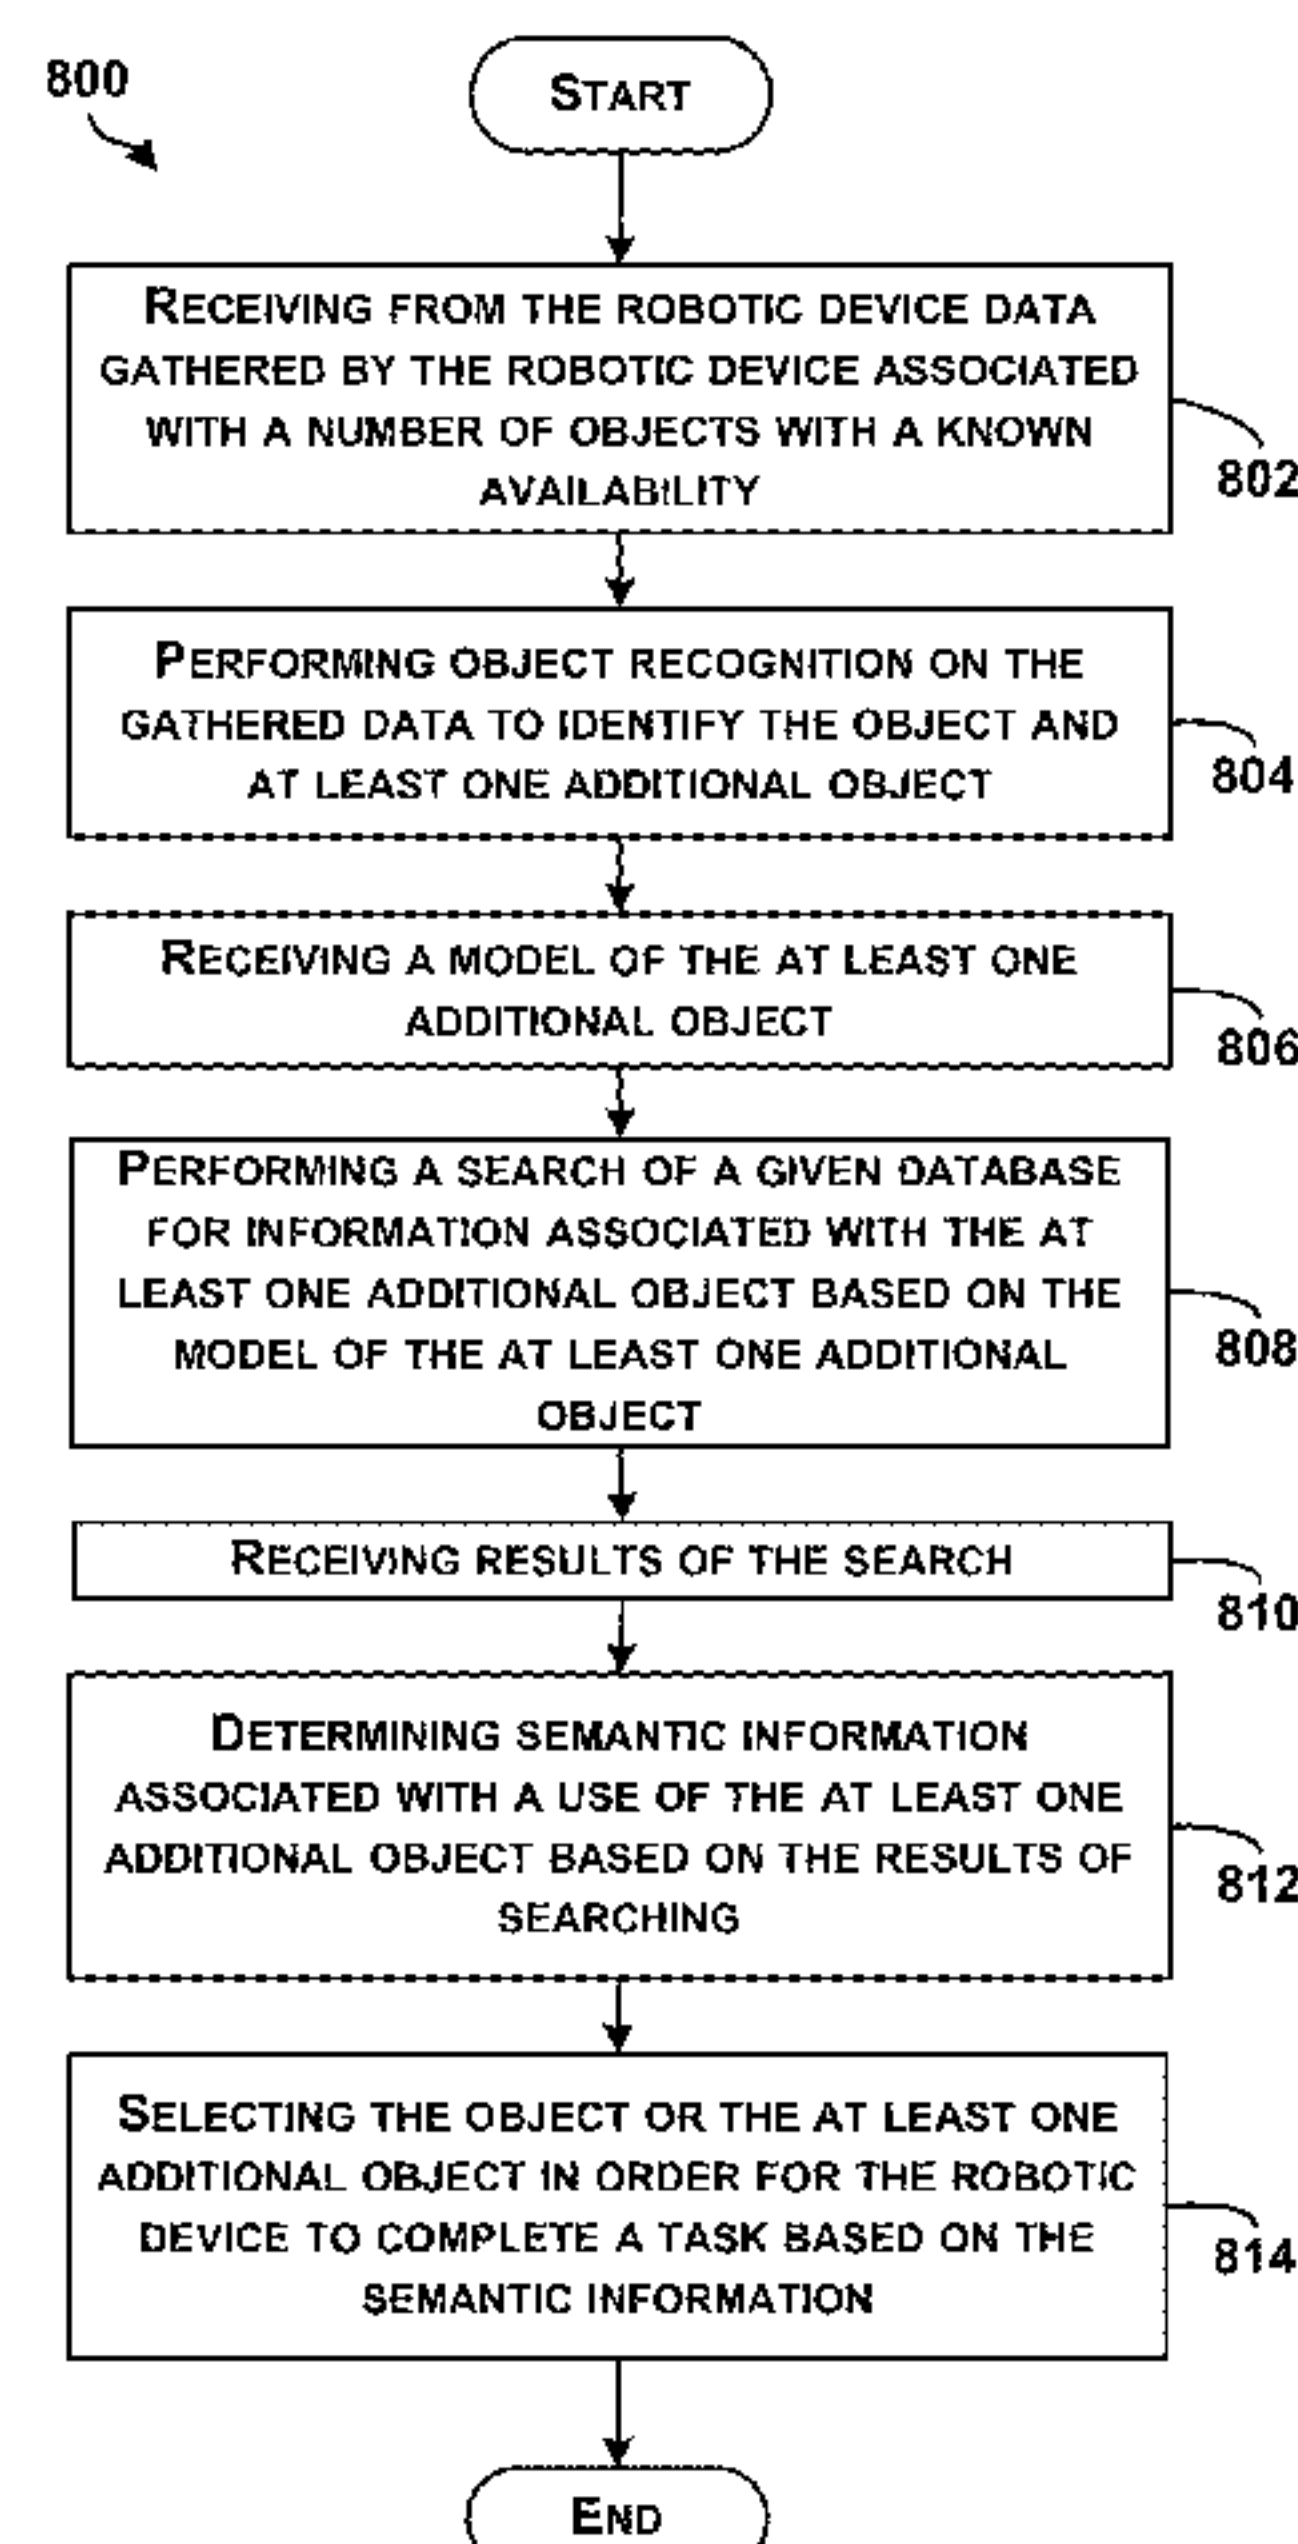 800
START
RECEIVING FROM THE ROBOTIC DEVICE DATA
GATHERED BY THE ROBOTIC DEVICE ASSOCIATED
WITH A NUMBER OF OBJECTS WITH A KNOWN
AVAILABILITY
802
PERFORMING OBJECT RECOGNITION ON THE
GATHERED DATA TO IDENTIFY THE OBJECT AND
AT LEAST ONE ADDITIONAL OBJECT
804
RECEIVING A MODEL OF THE AT LEAST ONE
ADDITIONAL OBJECT
806
PERFORMING A SEARCH OF A GIVEN DATABASE
FOR INFORMATION ASSOCIATED WITH THE AT
LEAST ONE ADDITIONAL OBJECT BASED ON THE
MODEL OF THE AT LEAST ONE ADDITIONAL
OBJECT
808
RECEIVING RESULTS OF THE SEARCH
810
DETERMINING SEMANTIC INFORMATION
ASSOCIATED WITH A USE OF THE AT LEAST ONE
ADDITIONAL OBJECT BASED ON THE RESULTS OF
SEARCHING
812
SELECTING THE OBJECT OR THE AT LEAST ONE
ADDITIONAL OBJECT IN ORDER FOR THE ROBOTIC
DEVICE TO COMPLETE A TASK BASED ON THE
SEMANTIC INFORMATION
814
END